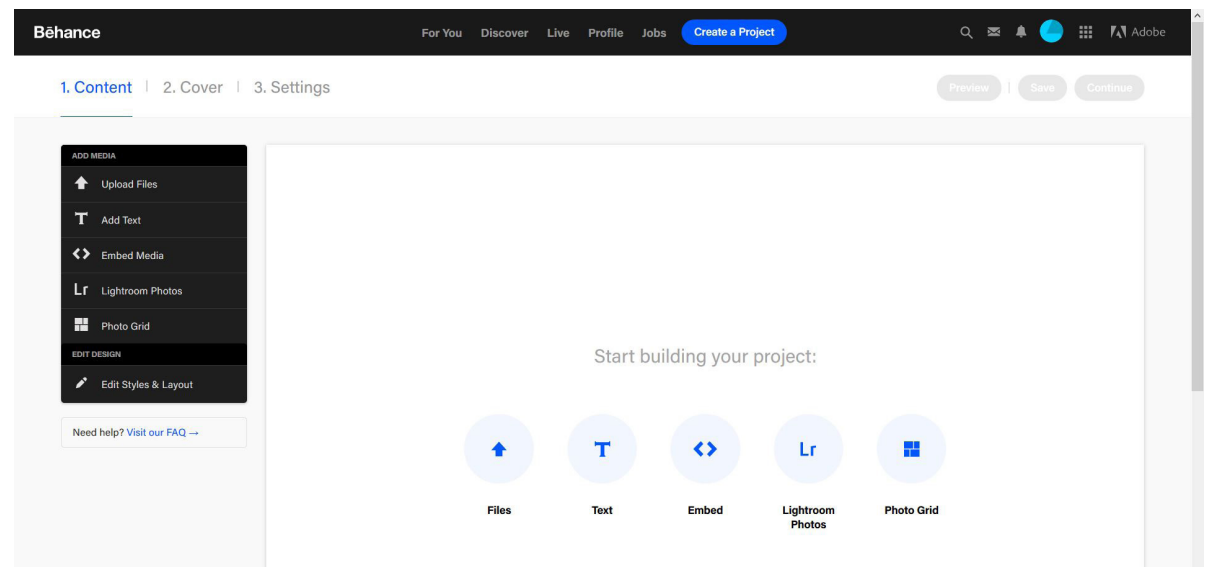 Bēhance For You Discover Live Profile Jobs Create a Project Adobe
1. Content 2. Cover 3. Settings Preview Save Continue
ADD MEDIA
Upload Files
T Add Text
Embed Media
Lr Lightroom Photos
Photo Grid
EDIT DESIGN
Edit Styles & Layout
Need help? Visit our FAQ →
Start building your project:
T Lr
Files Text Embed Lightroom Photos Photo Grid